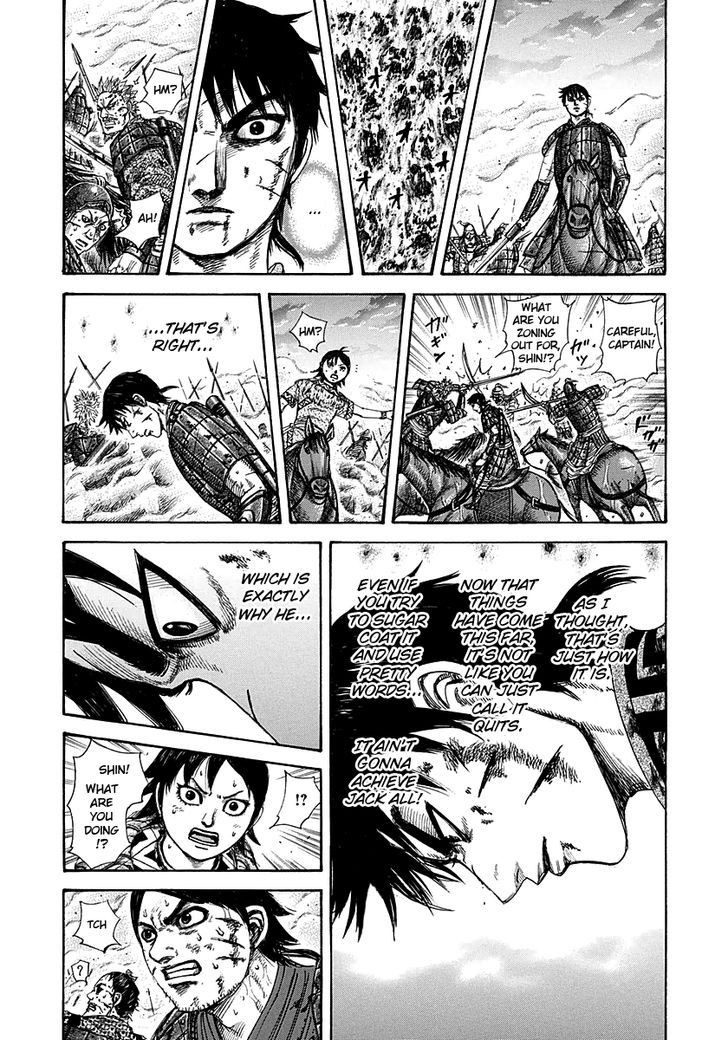 ...
HM?
AH!
CAREFUL,
CAPTAIN!
WHAT
ARE YOU
ZONING
OUT FOR,
SHIN!?
ガギン
HM?
...THAT'S
RIGHT...
AS I
THOUGHT,
THAT'S
JUST HOW
IT IS.
NOW THAT
THINGS
HAVE COME
THIS FAR,
IT'S NOT
LIKE YOU
CAN JUST
CALL IT
QUITS.
EVEN IF
YOU TRY
TO SUGAR
COAT IT
AND USE
PRETTY
WORDS...
IT AIN'T
GONNA
ACHIEVE
JACK ALL!
WHICH IS
EXACTLY
WHY HE...
!?
SHIN!
WHAT
ARE YOU
DOING
!?
TCH
?